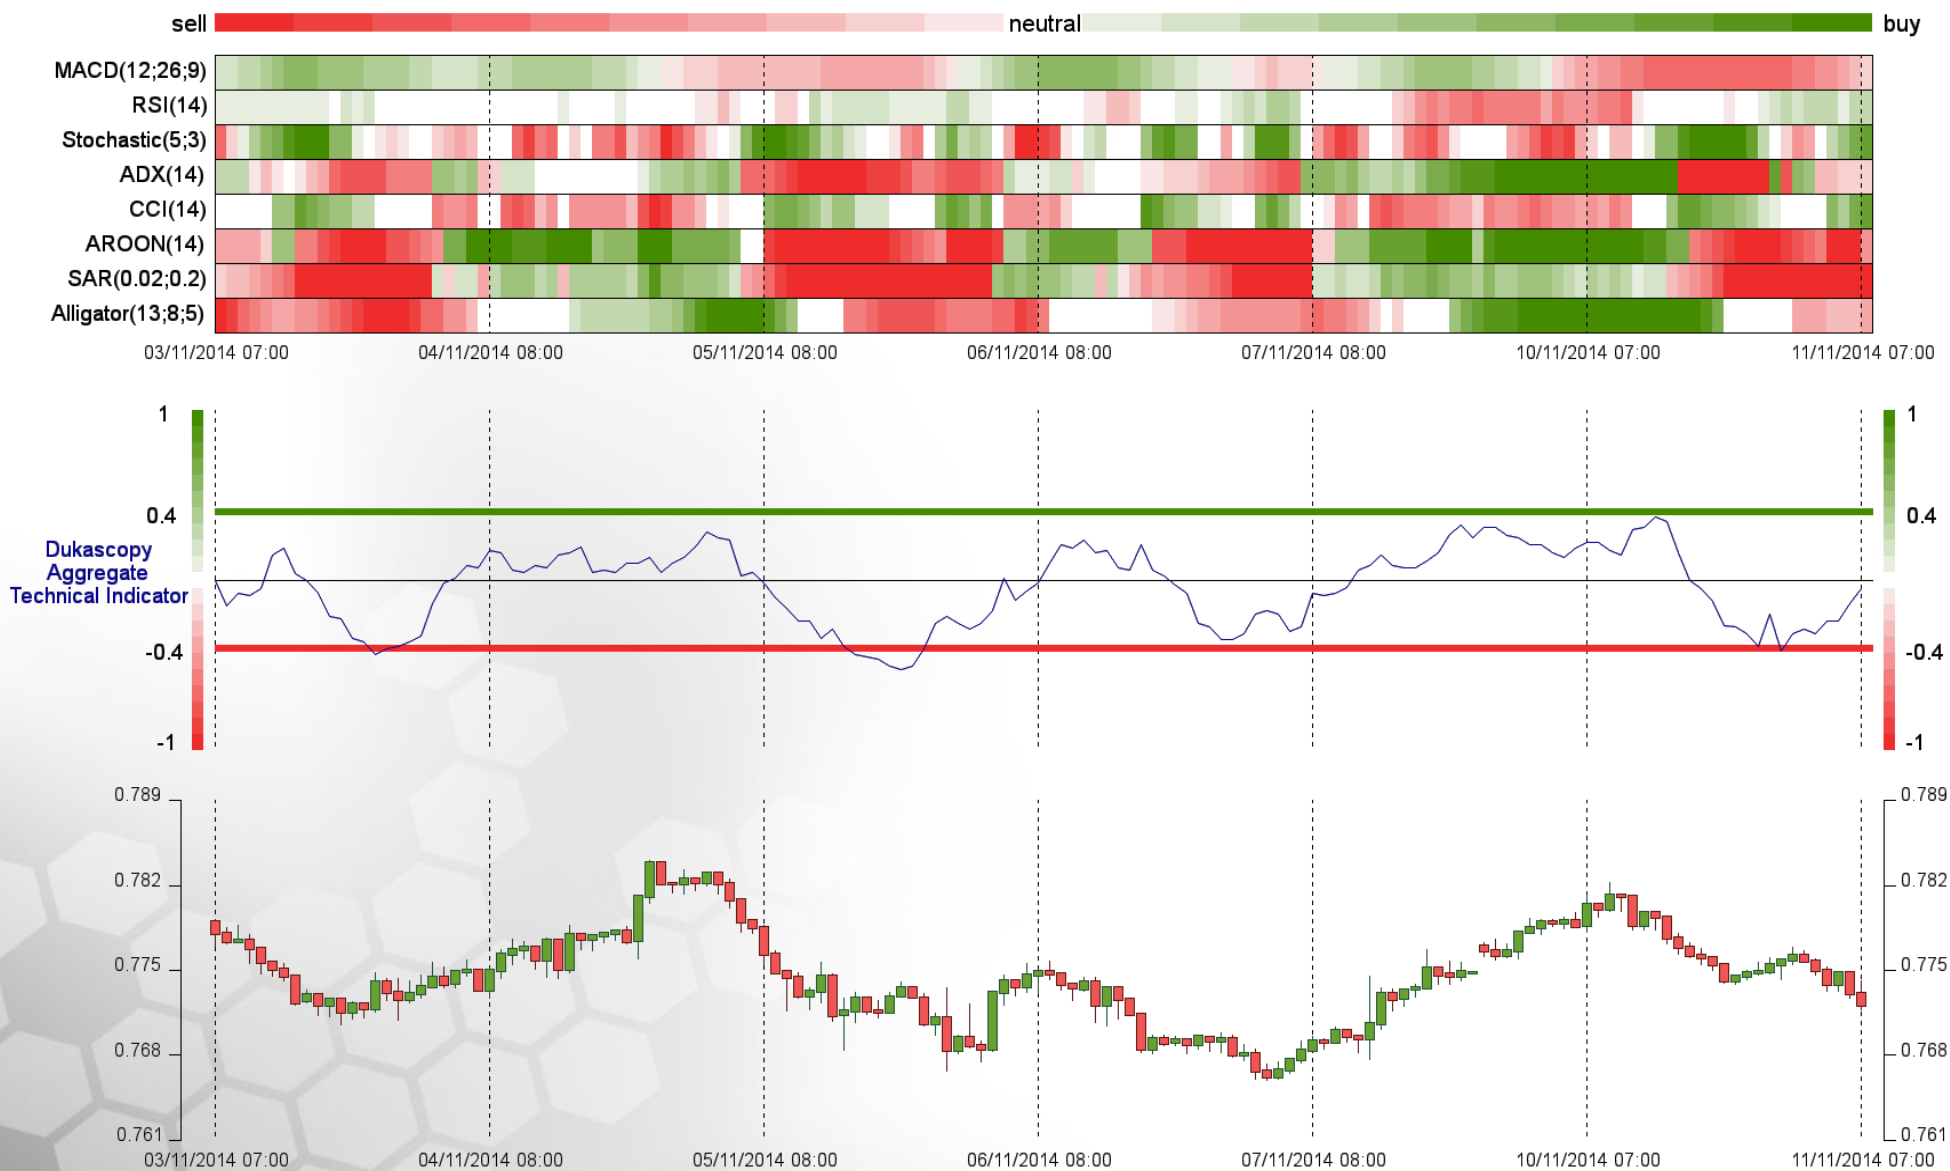 sell neutral buy
MACD(12;26;9)
RSI(14)
Stochastic(5;3)
ADX(14)
CCI(14)
AROON(14)
SAR(0.02;0.2)
Alligator(13;8;5)
03/11/2014 07:00 04/11/2014 08:00 05/11/2014 08:00 06/11/2014 08:00 07/11/2014 08:00 10/11/2014 07:00 11/11/2014 07:00
1 1
0.4 0.4
Dukascopy
Aggregate
Technical Indicator
-0.4 -0.4
-1 -1
0.789 0.789
0.782 0.782
0.775 0.775
0.768 0.768
0.761 0.761
03/11/2014 07:00 04/11/2014 08:00 05/11/2014 08:00 06/11/2014 08:00 07/11/2014 08:00 10/11/2014 07:00 11/11/2014 07:00